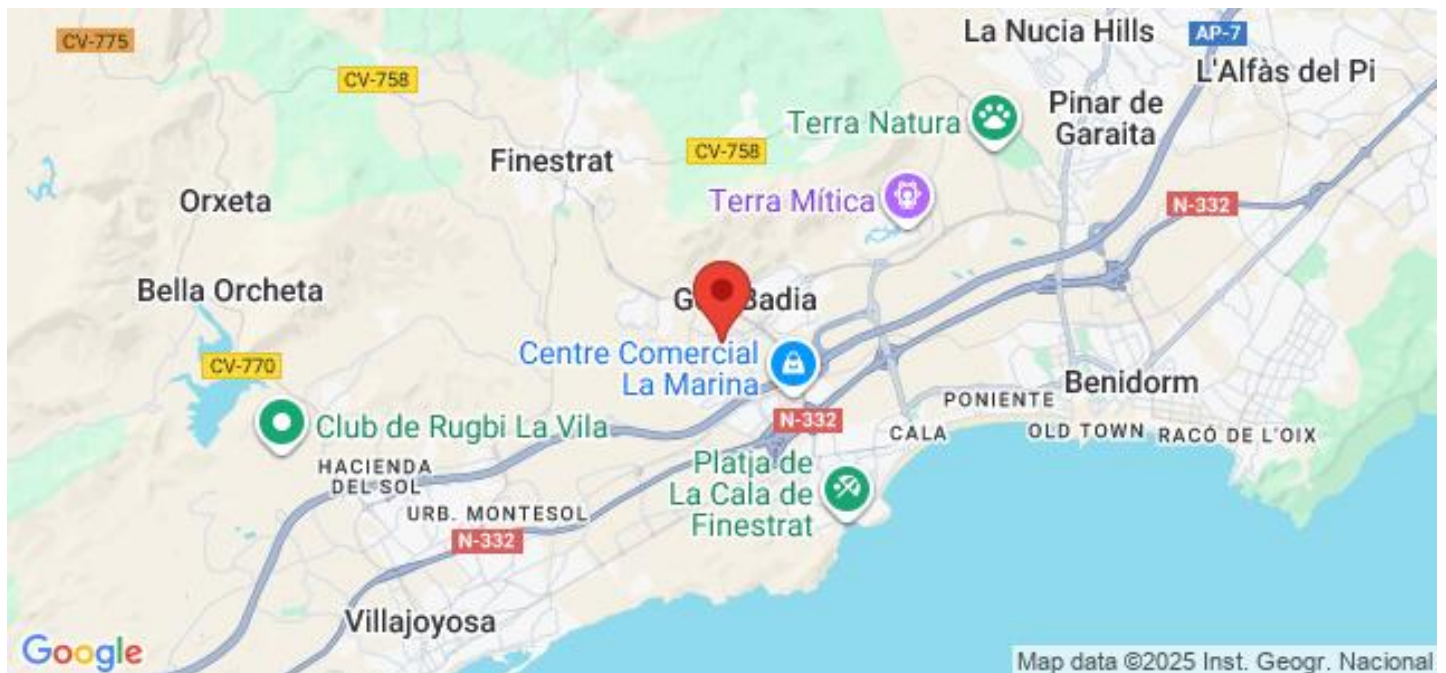 CV-775
La Nucia Hills
AP-7
L'Alfàs del Pi
CV-758
Terra Natura
Pinar de
Garaita
Finestrat
CV-758
Orxeta
Terra Mítica
N-332
Bella Orcheta
Badia
Centre Comercial
La Marina
CV-770
Benidorm
PONIENTE
Club de Rugbi La Vila
N-332
CALA
OLD TOWN
RACÓ DE L'OIX
HACIENDA
DEL SOL
Platja de
La Cala de
Finestrat
URB. MONTESOL
N-332
Villajoyosa
Google
Map data ©2025 Inst. Geogr. Nacional